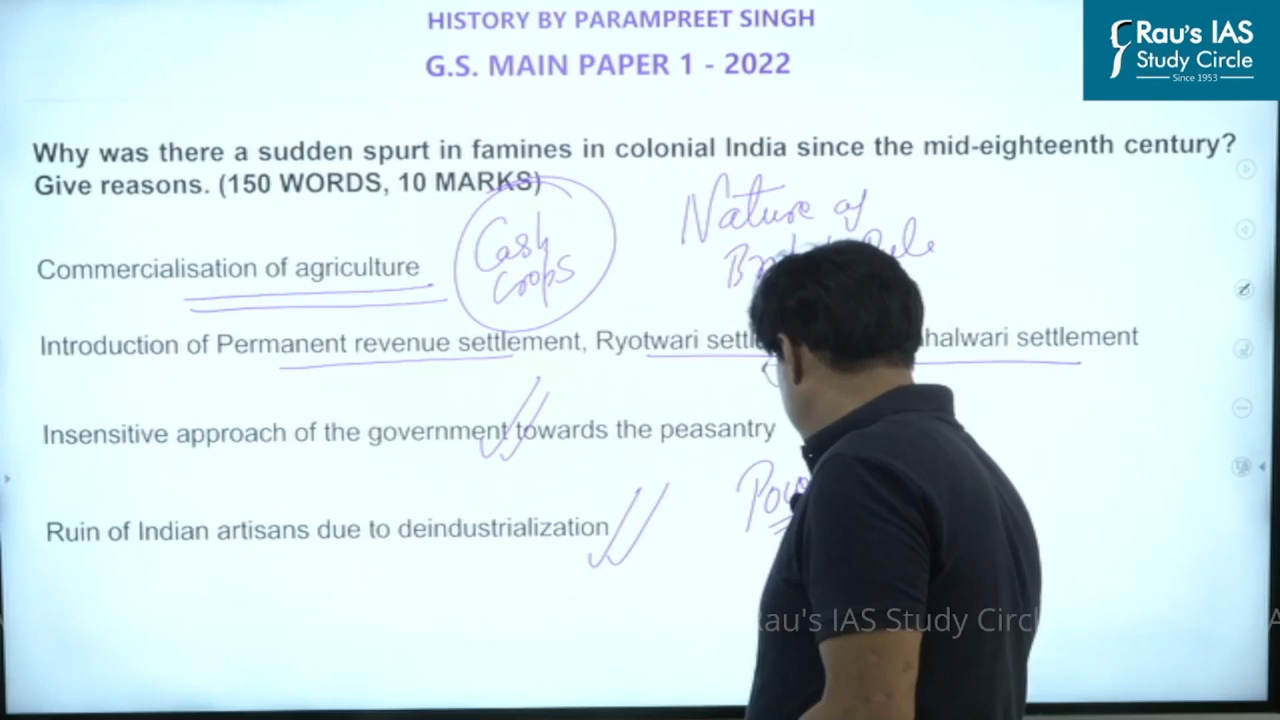 HISTORY BY PARAMPREET SINGH
G.S. MAIN PAPER 1 - 2022
Rau's IAS
Study Circle
Since 1953
Why was there a sudden spurt in famines in colonial India since the mid-eighteenth century?
Give reasons. (150 WORDS, 10 MARKS)
Nature of
Cash
crops
Commercialisation of agriculture
Introduction of Permanent revenue settlement, Ryotwari settl halwari settlement
Insensitive approach of the government towards the peasantry
Ruin of Indian artisans due to deindustrialization
Rau's IAS Study Circl